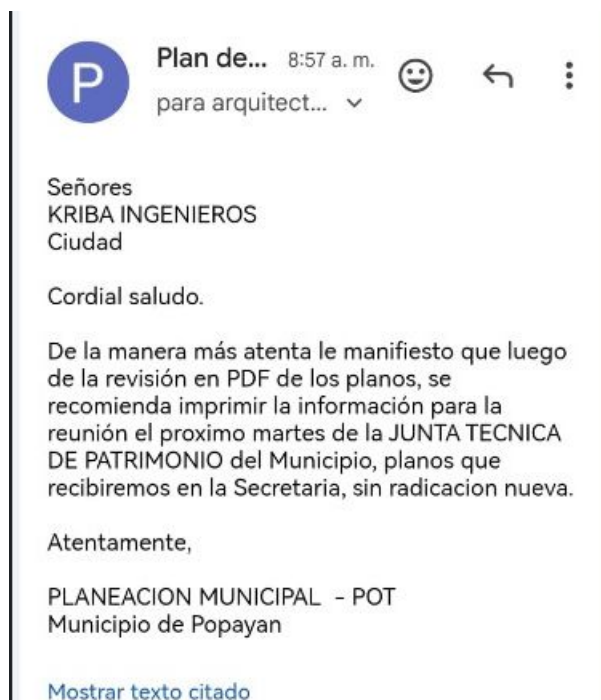 P
Plan de... 8:57 a. m.
para arquitect...
Señores
KRIBA INGENIEROS
Ciudad
Cordial saludo.
De la manera más atenta le manifiesto que luego
de la revisión en PDF de los planos, se
recomienda imprimir la información para la
reunión el proximo martes de la JUNTA TECNICA
DE PATRIMONIO del Municipio, planos que
recibiremos en la Secretaria, sin radicacion nueva.
Atentamente,
PLANEACION MUNICIPAL - POT
Municipio de Popayan
Mostrar texto citado